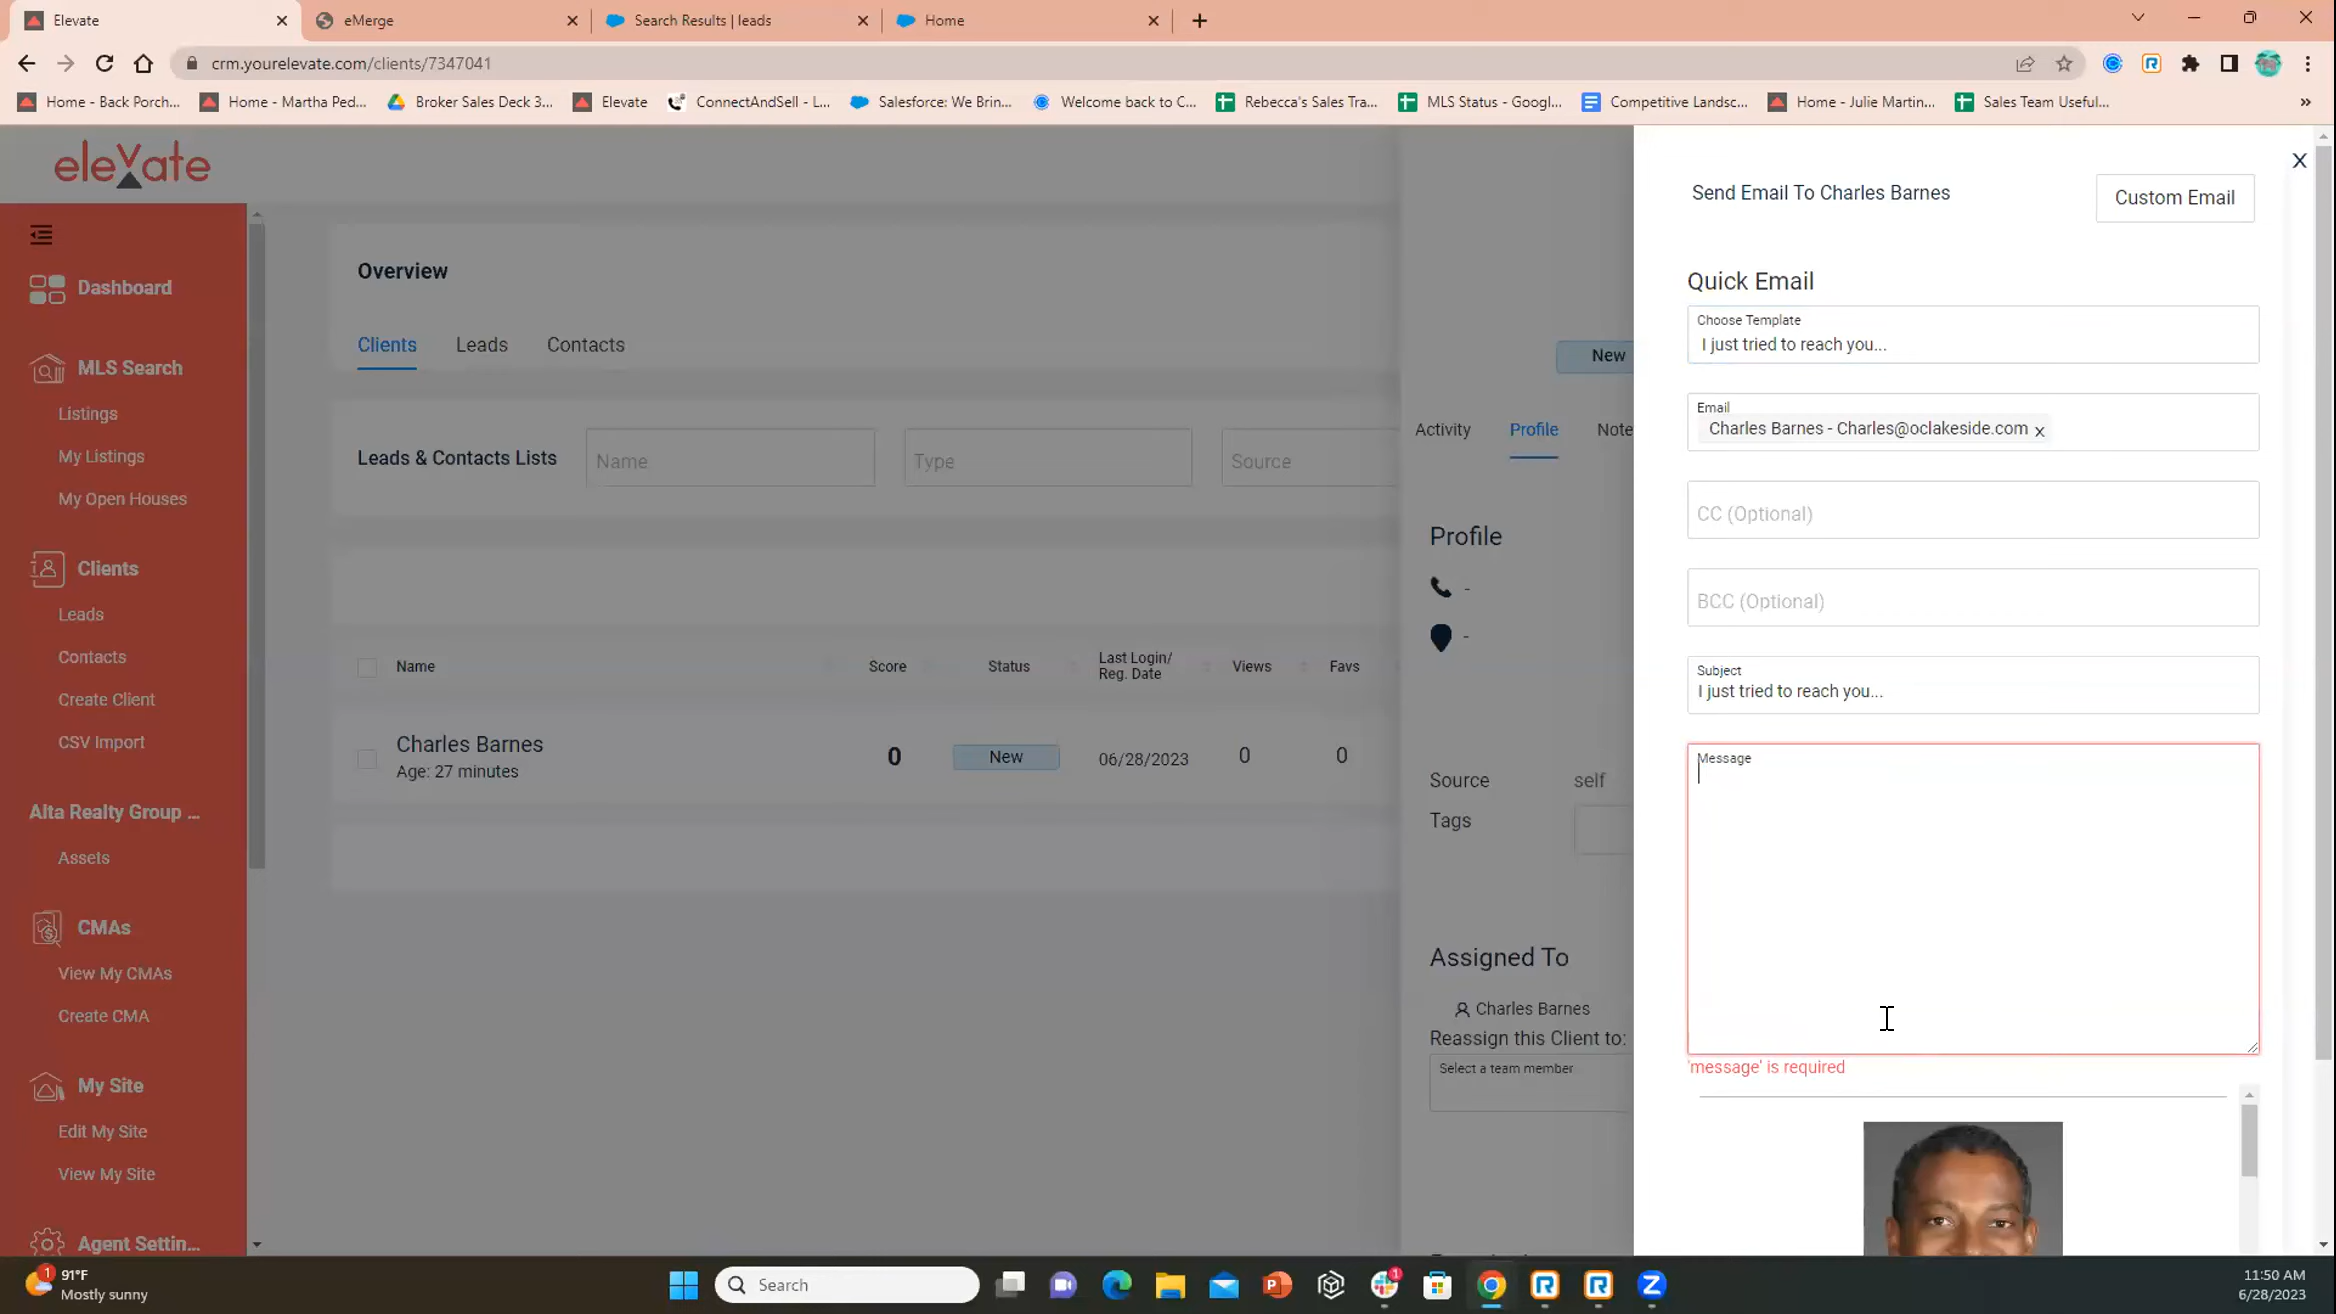 Elevate
eMerge
Search Results | leads
Home
crm.yourelevate.com/clients/7347041
Home - Back Porch...
Home - Martha Ped...
Broker Sales Deck 3...
Elevate
ConnectAndSell - L...
Salesforce: We Brin...
Welcome back to C...
Rebecca's Sales Tra...
MLS Status - Googl...
Competitive Landsc...
Home - Julie Martin...
Sales Team Useful...
elevate
Dashboard
MLS Search
Listings
My Listings
My Open Houses
Clients
Leads
Contacts
Create Client
CSV Import
Alta Realty Group ...
Assets
CMAs
View My CMAs
Create CMA
My Site
Edit My Site
View My Site
Agent Settin...
Overview
Clients
Leads
Contacts
Leads & Contacts Lists
Name
Type
Source
Name
Score
Status
Last Login/
Reg. Date
Views
Favs
Charles Barnes
Age: 27 minutes
0
New
06/28/2023
0
0
New
Activity
Profile
Note
Profile
-
-
Source
self
Tags
Assigned To
Charles Barnes
Reassign this Client to:
Select a team member
X
Send Email To Charles Barnes
Custom Email
Quick Email
Choose Template
I just tried to reach you...
Email
Charles Barnes - Charles@oclakeside.com x
CC (Optional)
BCC (Optional)
Subject
I just tried to reach you...
Message
'message' is required
1
91°F
Mostly sunny
Search
1
11:50 AM
6/28/2023